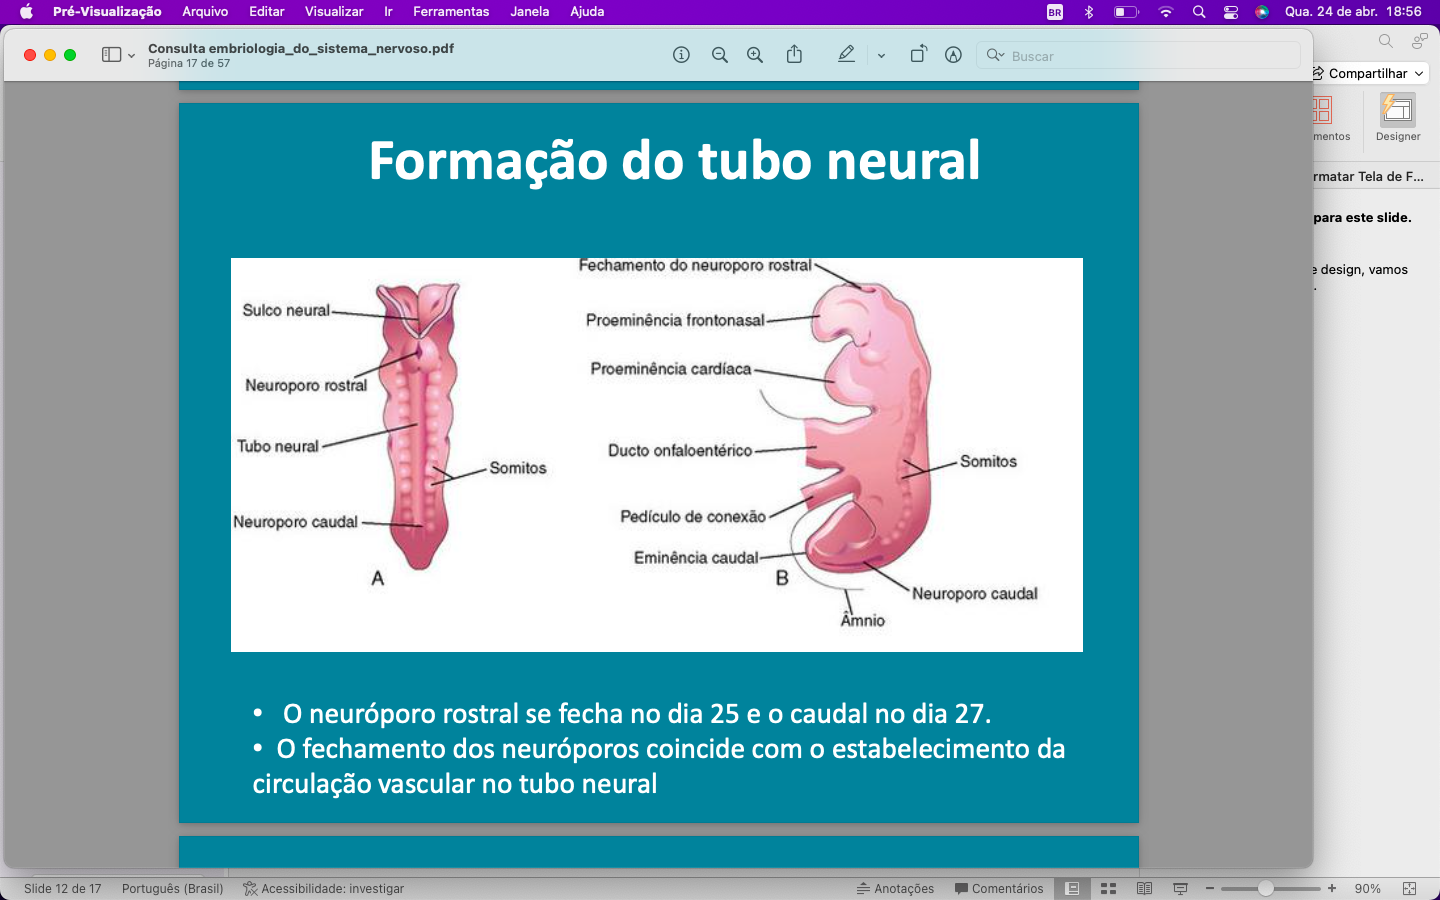 Pré-Visualização Arquivo Editar Visualizar Ir Ferramentas Janela Ajuda
BR
Qua. 24 de abr. 18:56
Consulta embriologia_do_sistema_nervoso.pdf
Página 17 de 57
Buscar
Compartilhar
mentos
Designer
rmatar Tela de F...
para este slide.
e design, vamos
.
Formação do tubo neural
Sulco neural
Neuroporo rostral
Tubo neural
Somitos
Neuroporo caudal
A
Fechamento do neuroporo rostral
Proeminência frontonasal
Proeminência cardíaca
Ducto onfaloentérico
Somitos
Pedículo de conexão
Eminência caudal
B
Neuroporo caudal
Âmnio
• O neuróporo rostral se fecha no dia 25 e o caudal no dia 27.
• O fechamento dos neuróporos coincide com o estabelecimento da
circulação vascular no tubo neural
Slide 12 de 17 Português (Brasil) Acessibilidade: investigar
Anotações Comentários
90%